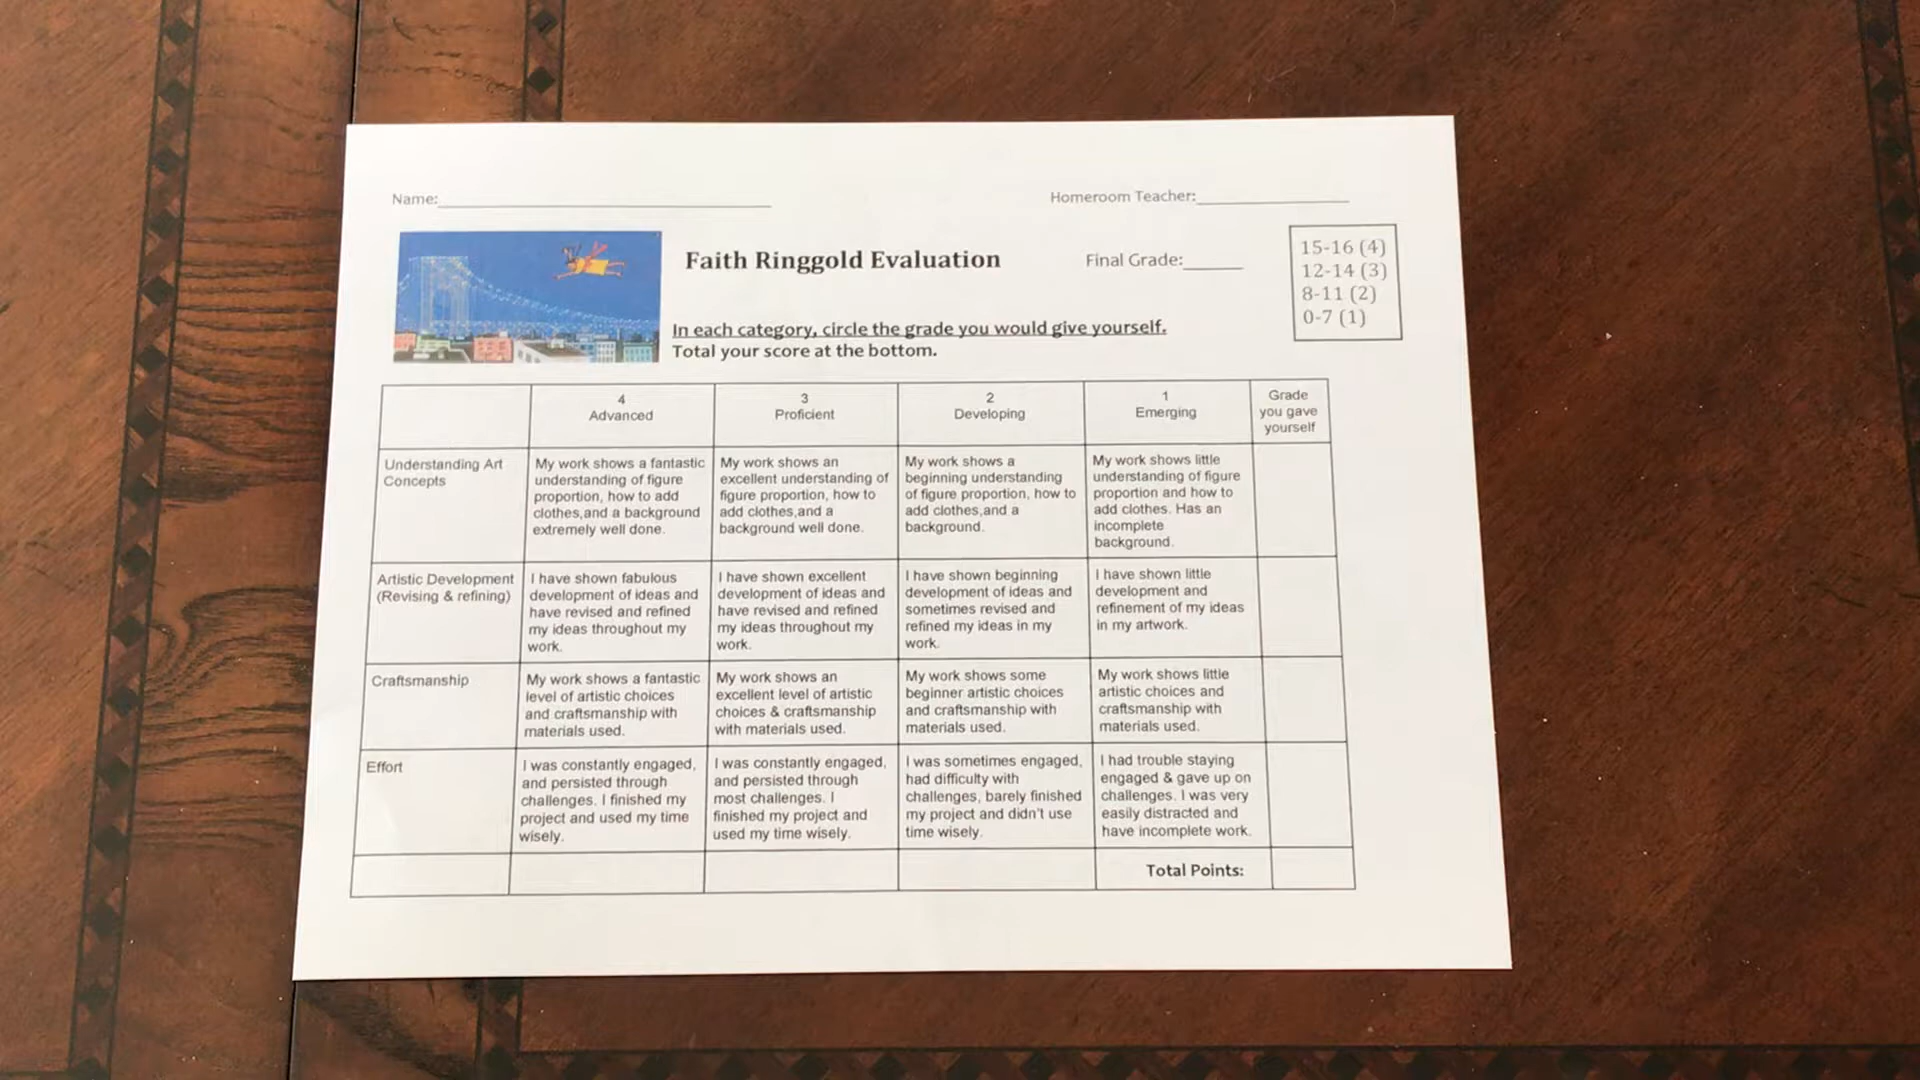 Name:
Homeroom Teacher:
Faith Ringgold Evaluation
Final Grade:
15-16 (4)
12-14 (3)
8-11 (2)
0-7 (1)
In each category, circle the grade you would give yourself.
Total your score at the bottom.
4
Advanced
3
Proficient
2
Developing
1
Emerging
Grade
you gave
yourself
Understanding Art
Concepts
My work shows a fantastic
understanding of figure
proportion, how to add
clothes,and a background
extremely well done.
My work shows an
excellent understanding of
figure proportion, how to
add clothes,and a
background well done.
My work shows a
beginning understanding
of figure proportion, how to
add clothes,and a
background.
My work shows little
understanding of figure
proportion and how to
add clothes. Has an
incomplete
background.
Artistic Development
(Revising & refining)
I have shown fabulous
development of ideas and
have revised and refined
my ideas throughout my
work.
I have shown excellent
development of ideas and
have revised and refined
my ideas throughout my
work.
I have shown beginning
development of ideas and
sometimes revised and
refined my ideas in my
work.
I have shown little
development and
refinement of my ideas
in my artwork.
Craftsmanship
My work shows a fantastic
level of artistic choices
and craftsmanship with
materials used.
My work shows an
excellent level of artistic
choices & craftsmanship
with materials used.
My work shows some
beginner artistic choices
and craftsmanship with
materials used.
My work shows little
artistic choices and
craftsmanship with
materials used.
Effort
I was constantly engaged,
and persisted through
challenges. I finished my
project and used my time
wisely.
I was constantly engaged,
and persisted through
most challenges. I
finished my project and
used my time wisely.
I was sometimes engaged,
had difficulty with
challenges, barely finished
my project and didn't use
time wisely.
I had trouble staying
engaged & gave up on
challenges. I was very
easily distracted and
have incomplete work.
Total Points: